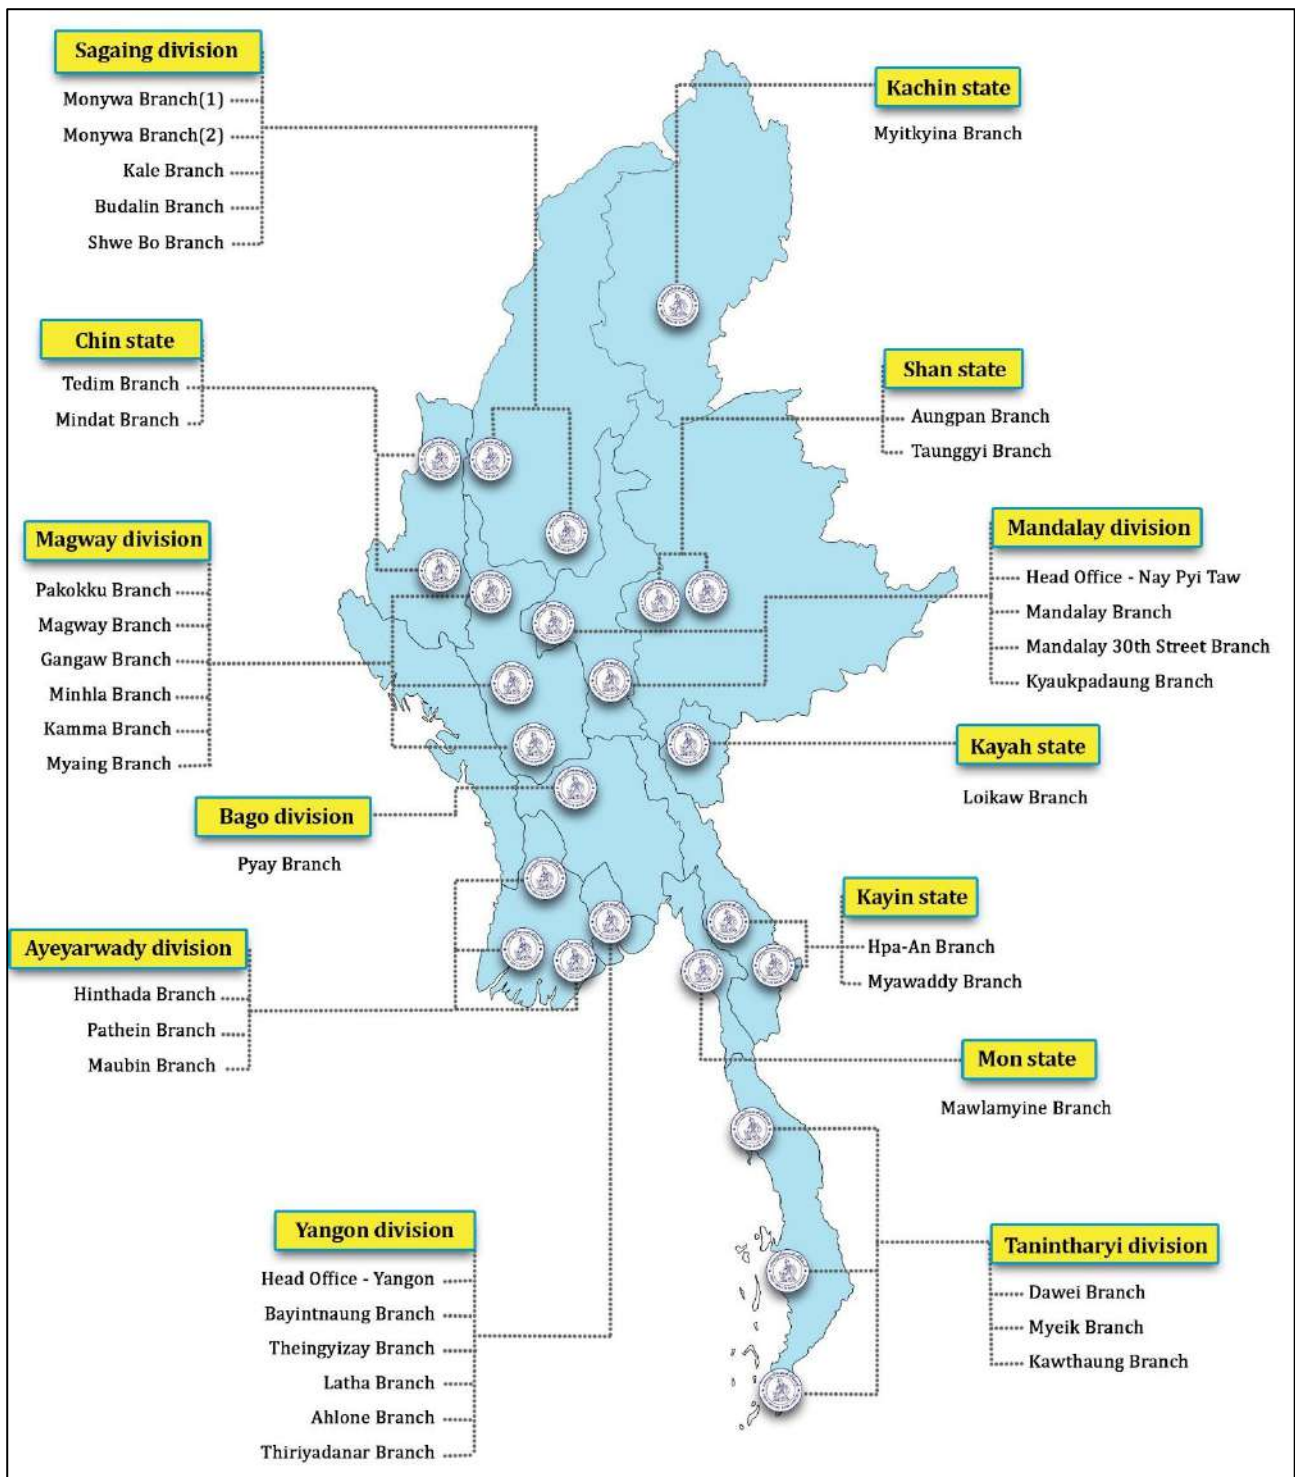 Sagaing division
Monywa Branch(1)
Monywa Branch(2)
Kale Branch
Budalin Branch
Shwe Bo Branch
Kachin state
Myitkyina Branch
Chin state
Tedim Branch
Mindat Branch
Shan state
Aungpan Branch
Taunggyi Branch
Magway division
Pakokku Branch
Magway Branch
Gangaw Branch
Minhla Branch
Kamma Branch
Myaing Branch
Mandalay division
Head Office - Nay Pyi Taw
Mandalay Branch
Mandalay 30th Street Branch
Kyaukpadaung Branch
Kayah state
Loikaw Branch
Bago division
Pyay Branch
Kayin state
Hpa-An Branch
Myawaddy Branch
Ayeyarwady division
Hinthada Branch
Pathein Branch
Maubin Branch
Mon state
Mawlamyine Branch
Yangon division
Head Office - Yangon
Bayintnaung Branch
Theingyizay Branch
Latha Branch
Ahlone Branch
Thiriyadanar Branch
Tanintharyi division
Dawei Branch
Myeik Branch
Kawthaung Branch